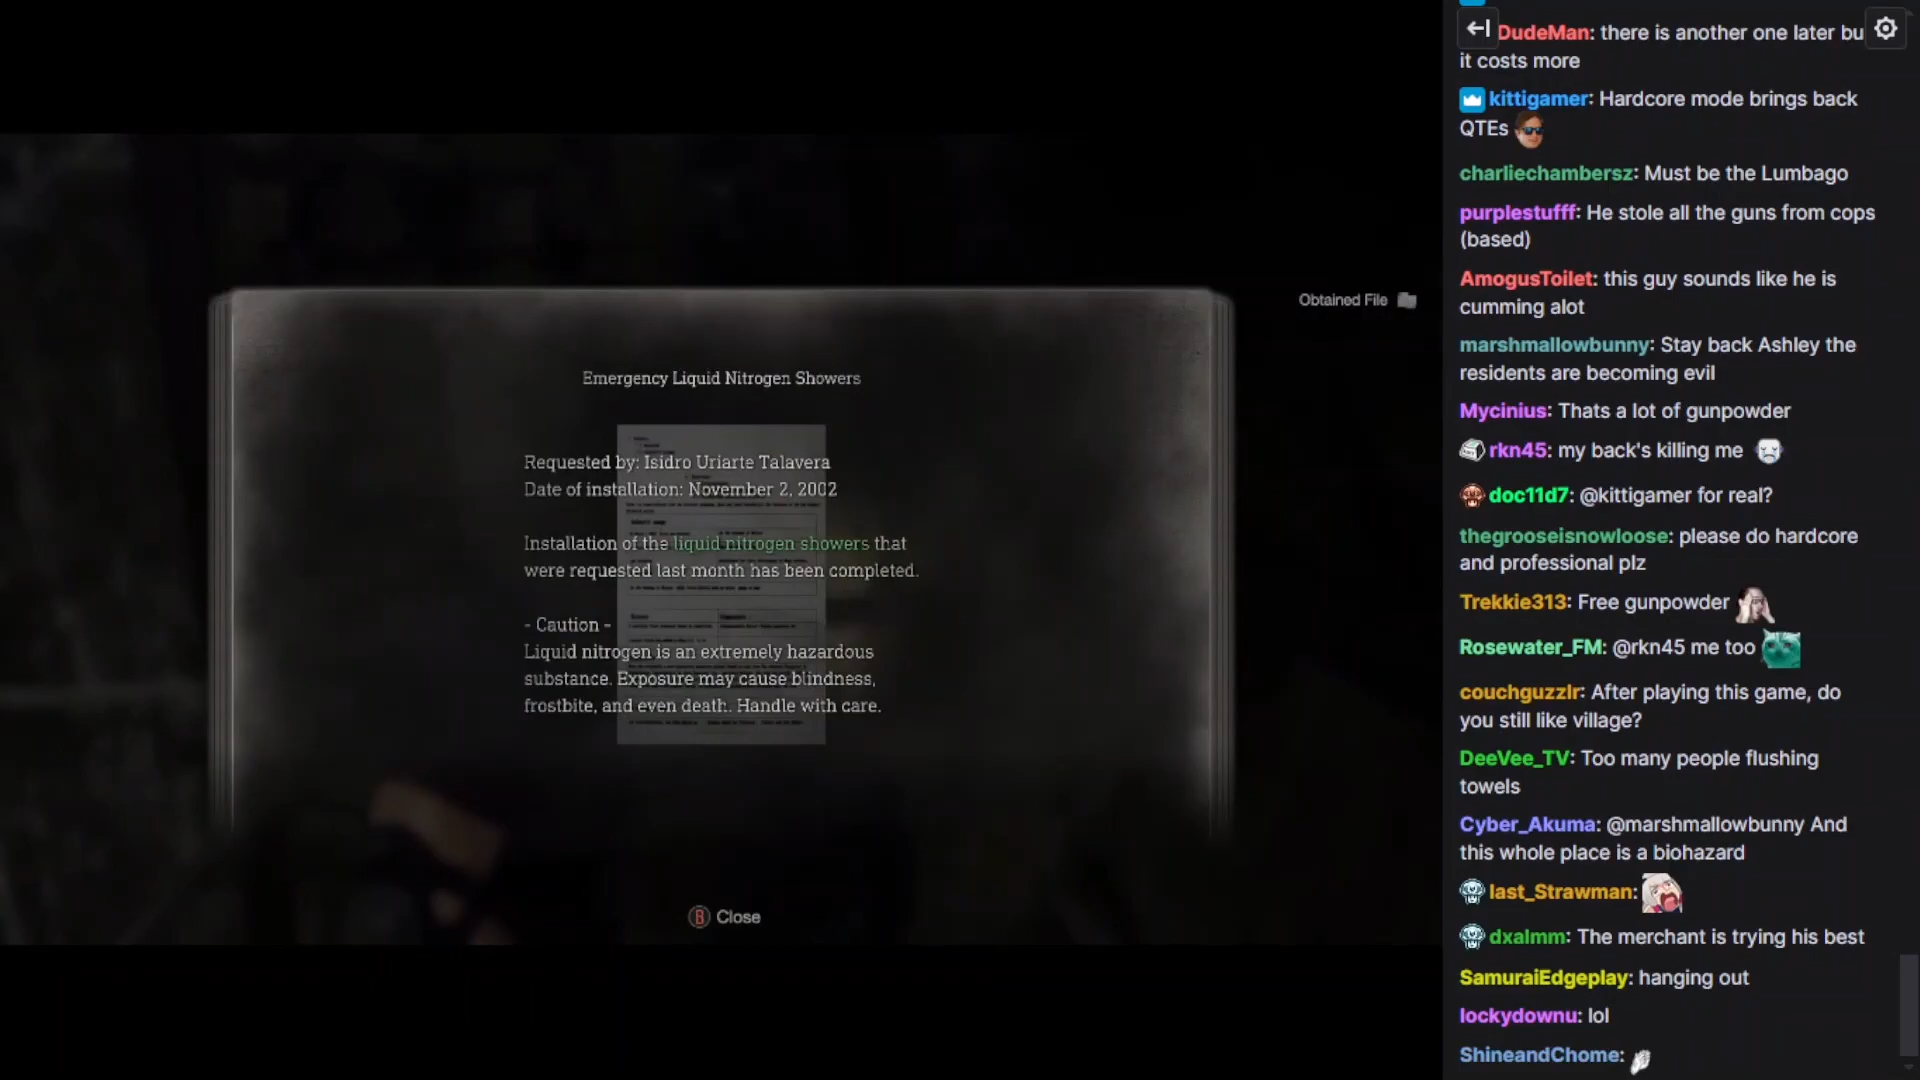 Obtained File
Emergency Liquid Nitrogen Showers
Requested by: Isidro Uriarte Talavera
Date of installation: November 2, 2002
Installation of the liquid nitrogen showers that
were requested last month has been completed.
- Caution -
Liquid nitrogen is an extremely hazardous
substance. Exposure may cause blindness,
frostbite, and even death. Handle with care.
B Close
DudeMan: there is another one later bu
it costs more
kittigamer: Hardcore mode brings back
QTEs
charliechambersz: Must be the Lumbago
purplestufff: He stole all the guns from cops
(based)
AmogusToilet: this guy sounds like he is
cumming alot
marshmallowbunny: Stay back Ashley the
residents are becoming evil
Mycinius: Thats a lot of gunpowder
rkn45: my back's killing me
doc11d7: @kittigamer for real?
thegrooseisnowloose: please do hardcore
and professional plz
Trekkie313: Free gunpowder
Rosewater_FM: @rkn45 me too
couchguzzlr: After playing this game, do
you still like village?
DeeVee_TV: Too many people flushing
towels
Cyber_Akuma: @marshmallowbunny And
this whole place is a biohazard
last_Strawman:
dxalmm: The merchant is trying his best
SamuraiEdgeplay: hanging out
lockydownu: lol
ShineandChome: